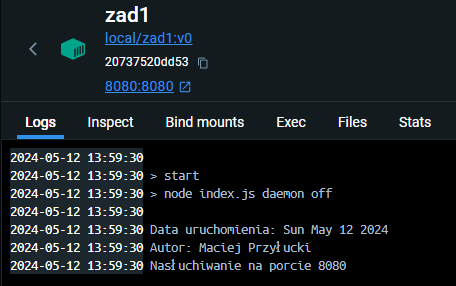 zad1
local/zad1:v0
20737520dd53
8080:8080
Logs Inspect Bind mounts Exec Files Stats
2024-05-12 13:59:30
2024-05-12 13:59:30 > start
2024-05-12 13:59:30 > node index.js daemon off
2024-05-12 13:59:30
2024-05-12 13:59:30 Data uruchomienia: Sun May 12 2024
2024-05-12 13:59:30 Autor: Maciej Przyłucki
2024-05-12 13:59:30 Nasłuchiwanie na porcie 8080